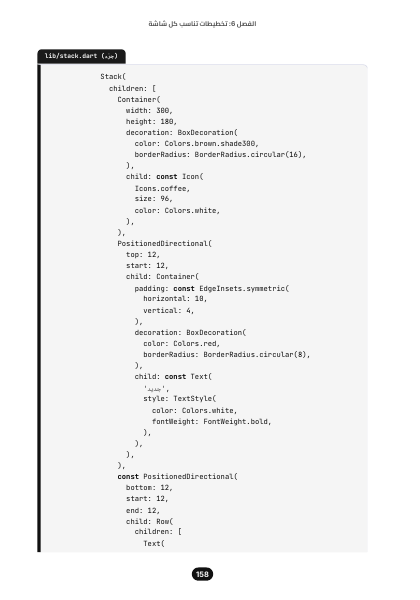 الفصل 6: تخطيطات تناسب كل شاشة
lib/stack.dart (جزء)
Stack(
  children: [
    Container(
      width: 300,
      height: 180,
      decoration: BoxDecoration(
        color: Colors.brown.shade300,
        borderRadius: BorderRadius.circular(16),
      ),
      child: const Icon(
        Icons.coffee,
        size: 96,
        color: Colors.white,
      ),
    ),
    PositionedDirectional(
      top: 12,
      start: 12,
      child: Container(
        padding: const EdgeInsets.symmetric(
          horizontal: 10,
          vertical: 4,
        ),
        decoration: BoxDecoration(
          color: Colors.red,
          borderRadius: BorderRadius.circular(8),
        ),
        child: const Text(
          'جديد',
          style: TextStyle(
            color: Colors.white,
            fontWeight: FontWeight.bold,
          ),
        ),
      ),
    ),
    const PositionedDirectional(
      bottom: 12,
      start: 12,
      end: 12,
      child: Row(
        children: [
          Text(
158